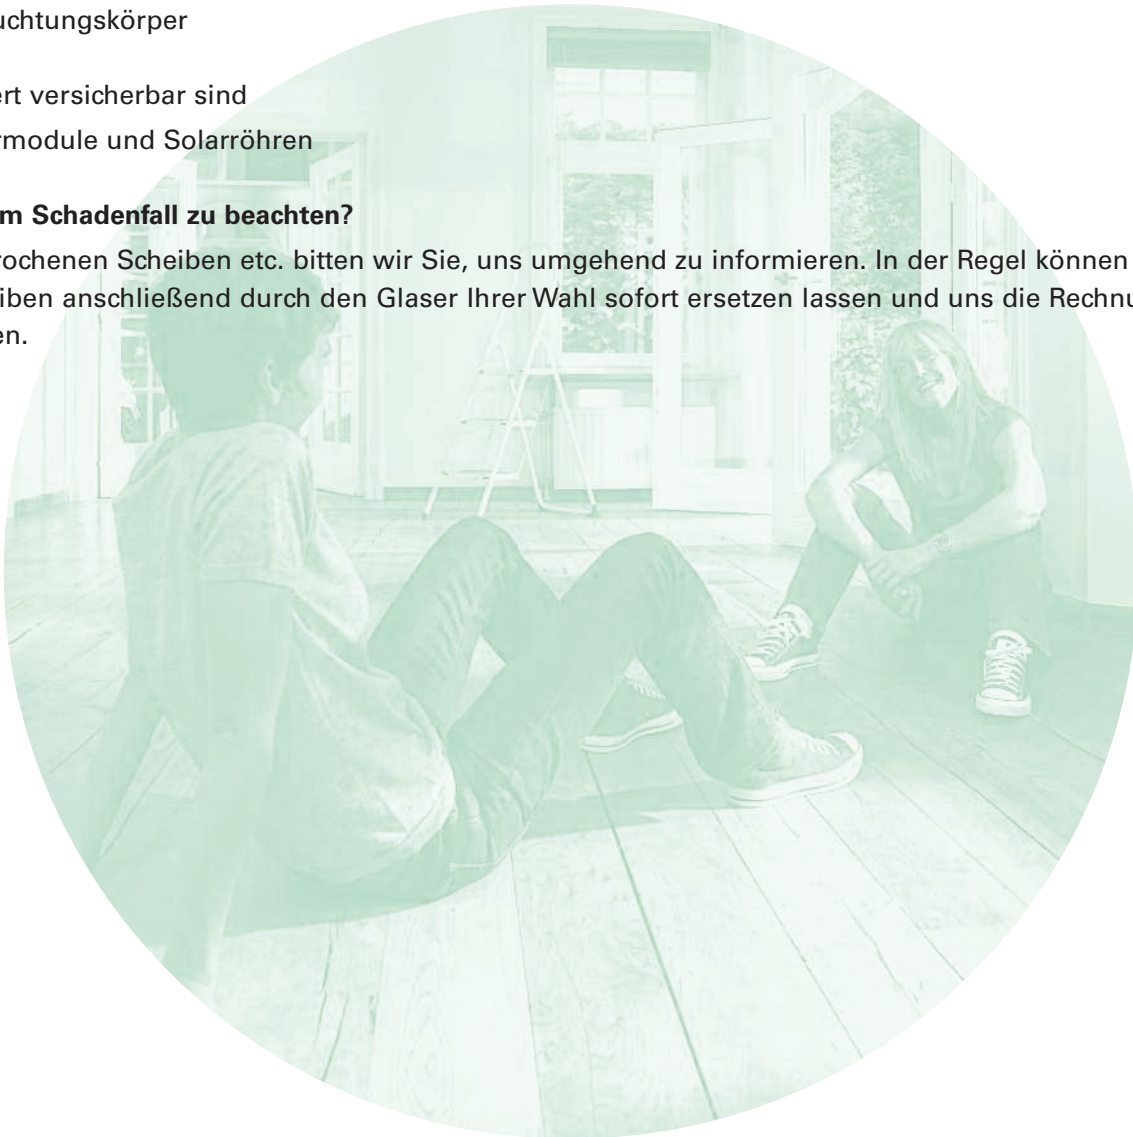 uchtungskörper
ert versicherbar sind
rmodule und Solarröhren
m Schadenfall zu beachten?
rochenen Scheiben etc. bitten wir Sie, uns umgehend zu informieren. In der Regel können
iben anschließend durch den Glaser Ihrer Wahl sofort ersetzen lassen und uns die Rechnu
en.